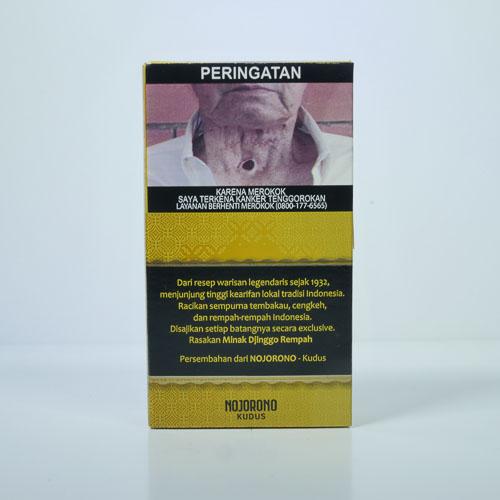 PERINGATAN
KARENA MEROKOK
SAYA TERKENA KANKER TENGGOROKAN
LAYANAN BERHENTI MEROKOK (0800-177-6565)
Dari resep warisan legendaris sejak 1932,
menjunjung tinggi kearifan lokal tradisi Indonesia.
Racikan sempurna tembakau, cengkeh,
dan rempah-rempah Indonesia.
Disajikan setiap batangnya secara exclusive.
Rasakan Minak Djinggo Rempah
Persembahan dari NOJORONO - Kudus
NOJORONO
KUDUS